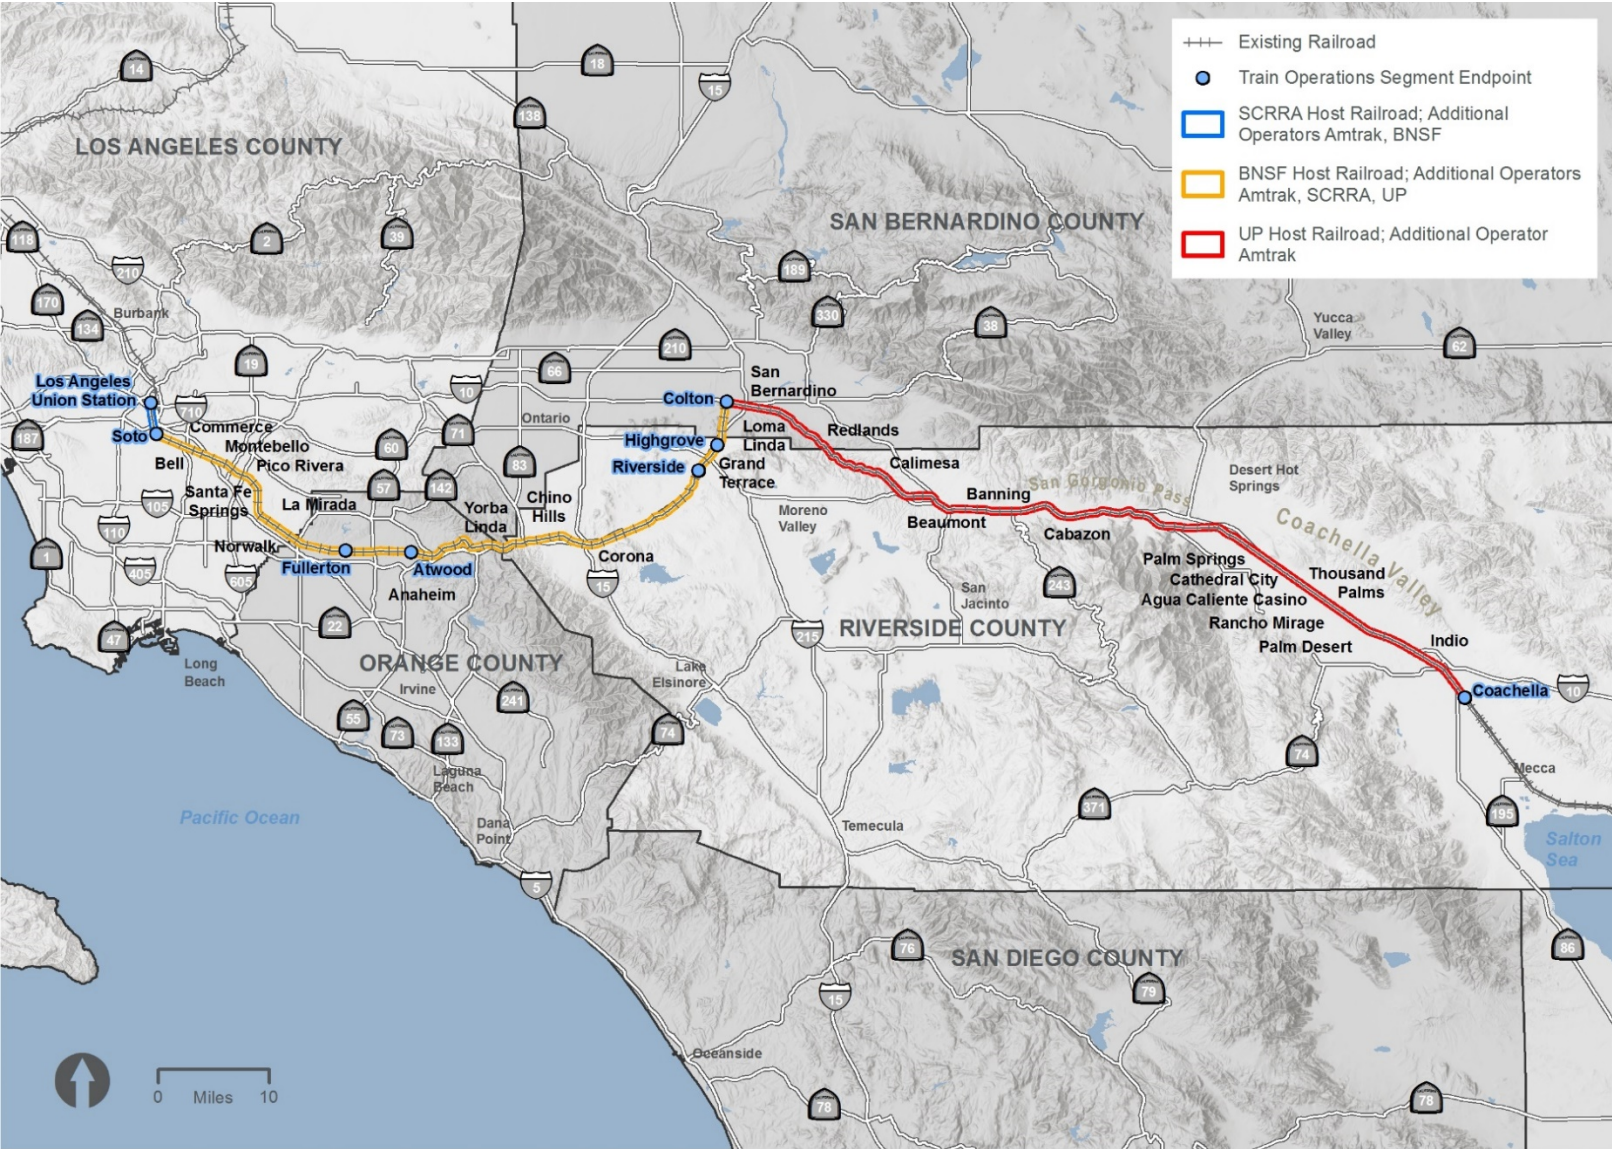 Existing Railroad
Train Operations Segment Endpoint
SCRRA Host Railroad; Additional
Operators Amtrak, BNSF
BNSF Host Railroad; Additional Operators
Amtrak, SCRRA, UP
UP Host Railroad; Additional Operator
Amtrak
14
18
15
138
LOS ANGELES COUNTY
SAN BERNARDINO COUNTY
118
2
39
210
189
170
Burbank
134
330
38
Yucca
Valley
62
19
210
66
10
Los Angeles
Union Station
710
San
Bernardino
Colton
187
Soto
Commerce
Montebello
Pico Rivera
Bell
60
71
Ontario
83
Highgrove
Riverside
Loma
Linda
Grand
Terrace
Redlands
Calimesa
San Gorgonio Pass
Desert Hot
Springs
57
142
Santa Fe
Springs
La Mirada
105
110
Yorba
Linda
Chino
Hills
Moreno
Valley
Banning
Beaumont
Cabazon
Coachella Valley
1
405
605
Norwalk
Fullerton
Atwood
Anaheim
Corona
15
San
Jacinto
243
Palm Springs
Cathedral City
Agua Caliente Casino
Rancho Mirage
Palm Desert
Thousand
Palms
Indio
Coachella
10
47
22
Long
Beach
ORANGE COUNTY
Irvine
241
215
RIVERSIDE COUNTY
Lake
Elsinore
55
73
133
74
74
Laguna
Beach
Mecca
371
195
Pacific Ocean
Dana
Point
Temecula
Salton
Sea
5
76
SAN DIEGO COUNTY
86
15
79
Oceanside
0 Miles 10
78
78